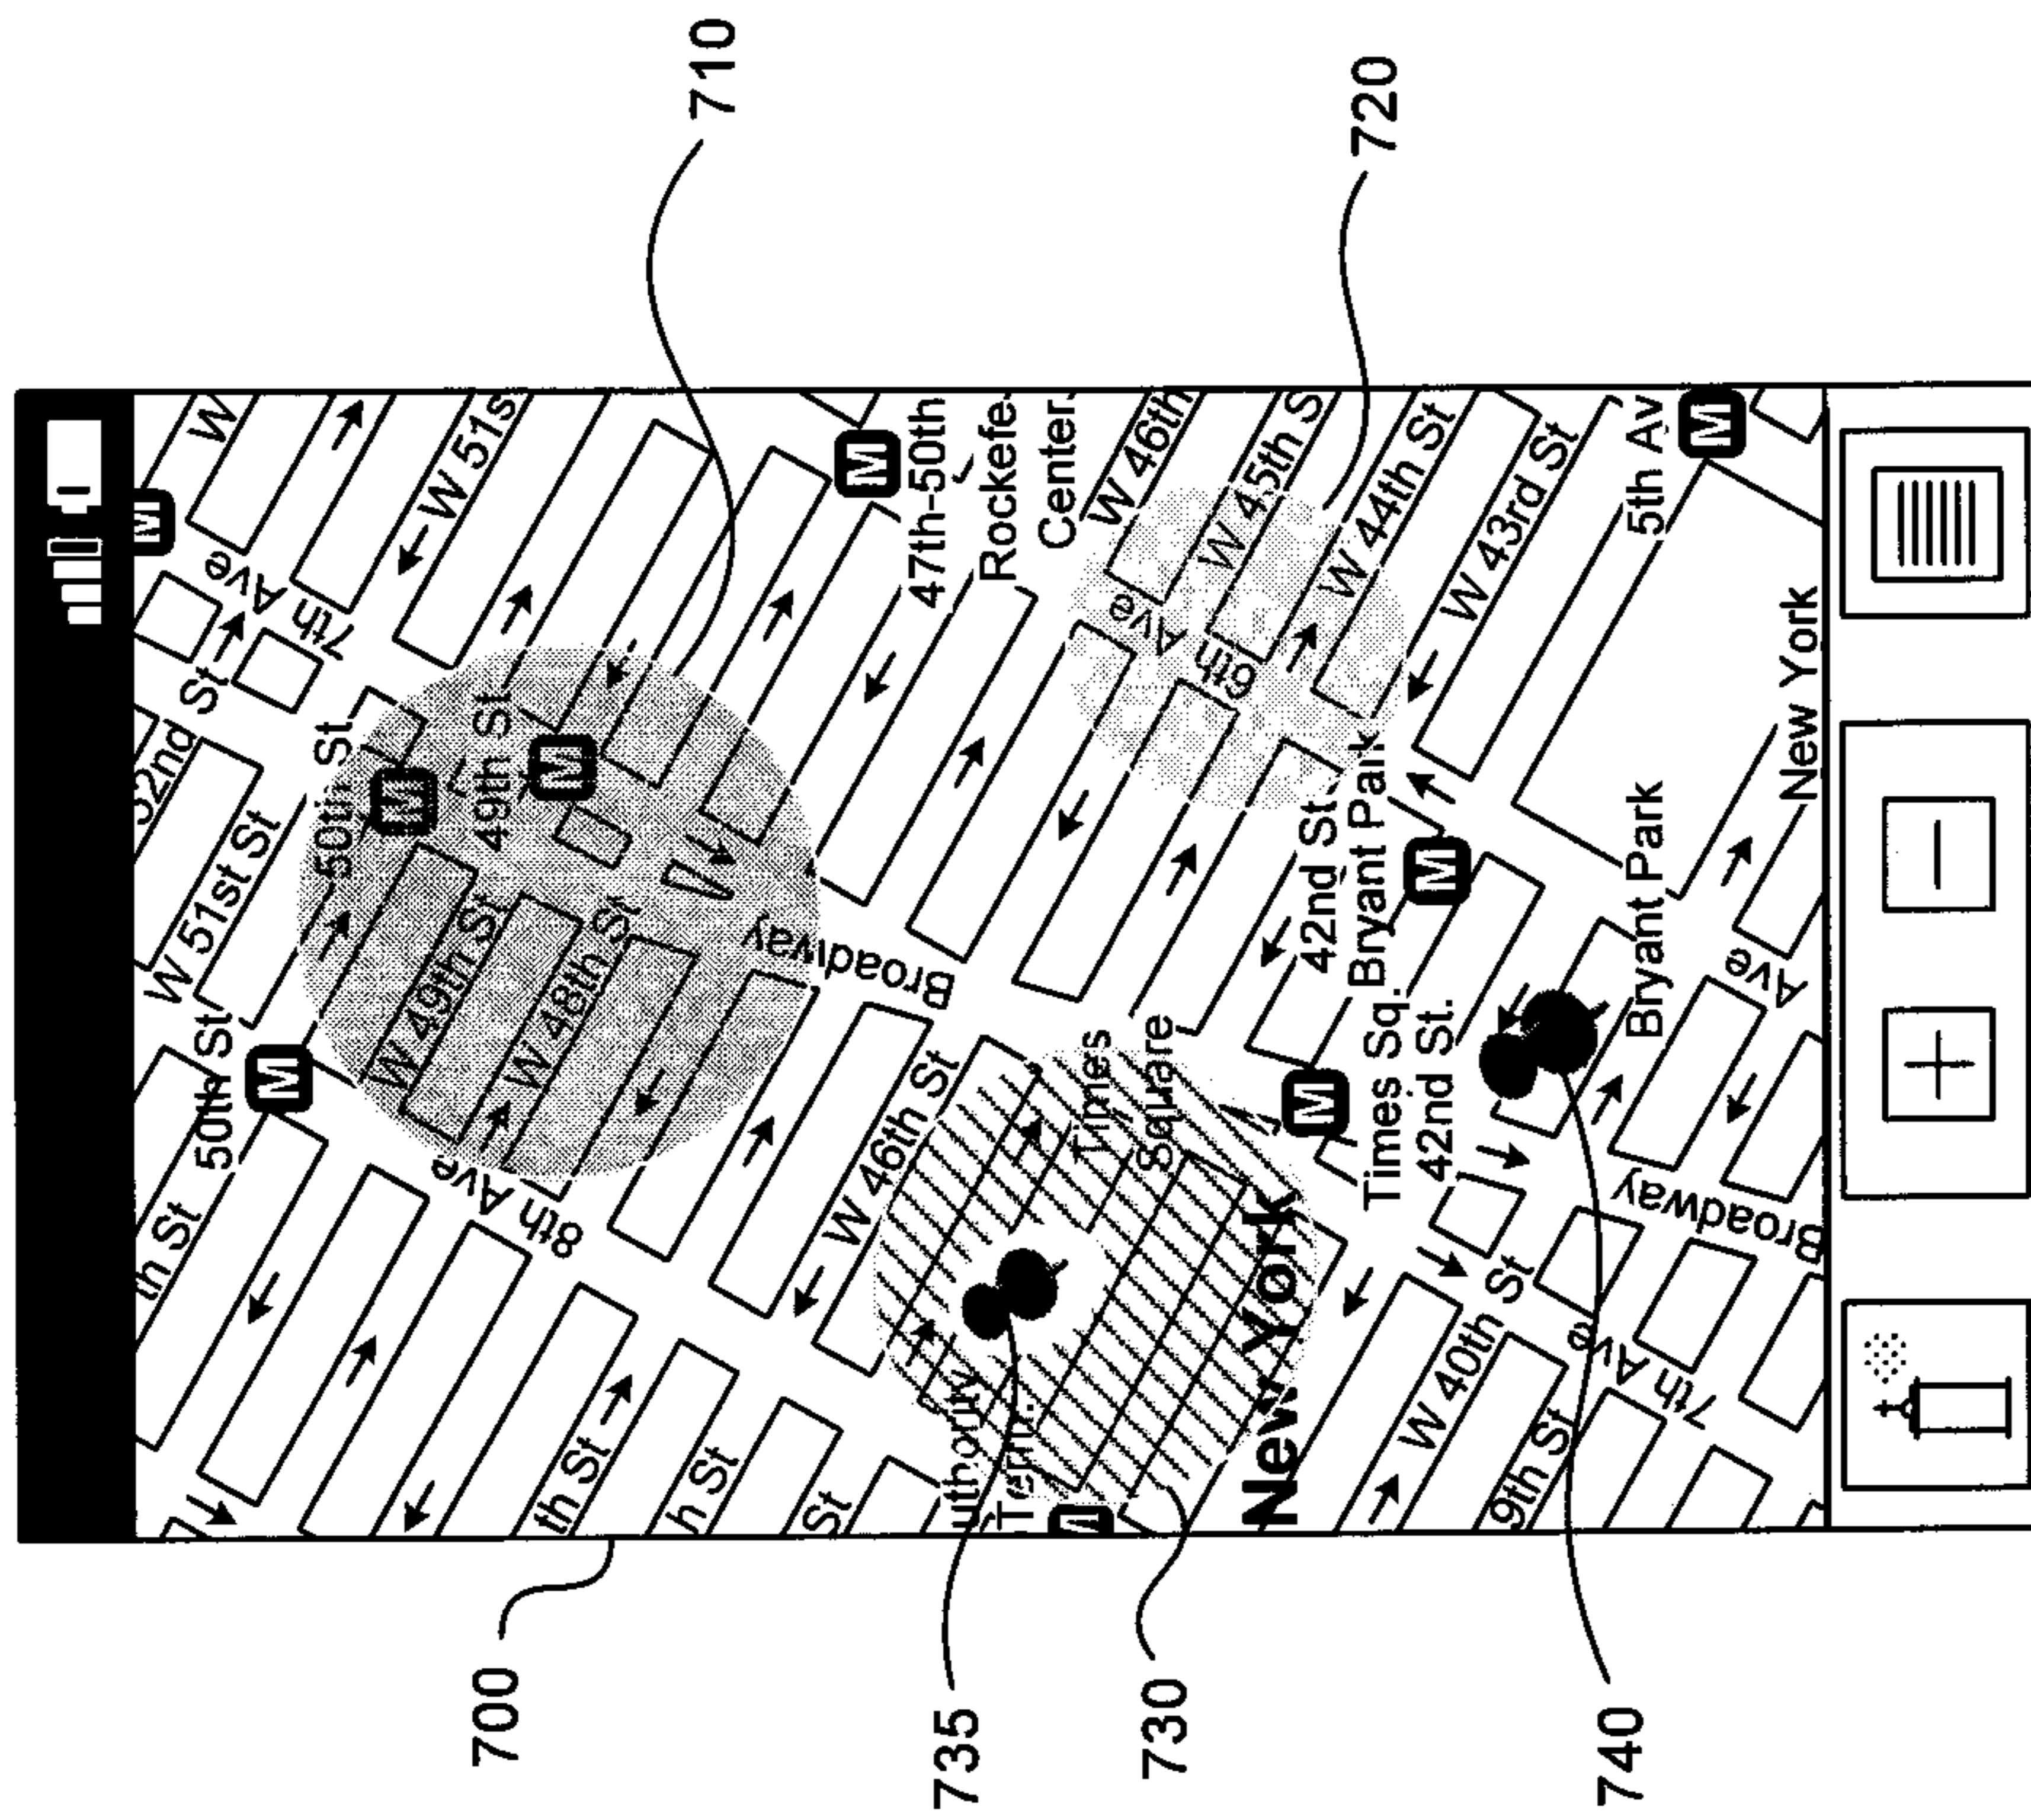 710
720
700
735
730
740
W
M
W 51s
7th
Ave
52nd
St
W 51st St
50th St
M
49th St
M
50th St
M
W 49th St
W 48th St
8th Ave
th St
M
47th-50th
Rockefe
Center
W 46th
W 45th S
W 44th St
W 43rd St
6th
Ave
Broadway
W 46th St
Times
Square
42nd St
Bryant Park
M
5th Av
M
Times Sq.
42nd St.
M
Bryant Park
New York
Ave
Broadway
7th Ave
W 40th St
9th St
New York
uthority
Term.
th St
h St
St